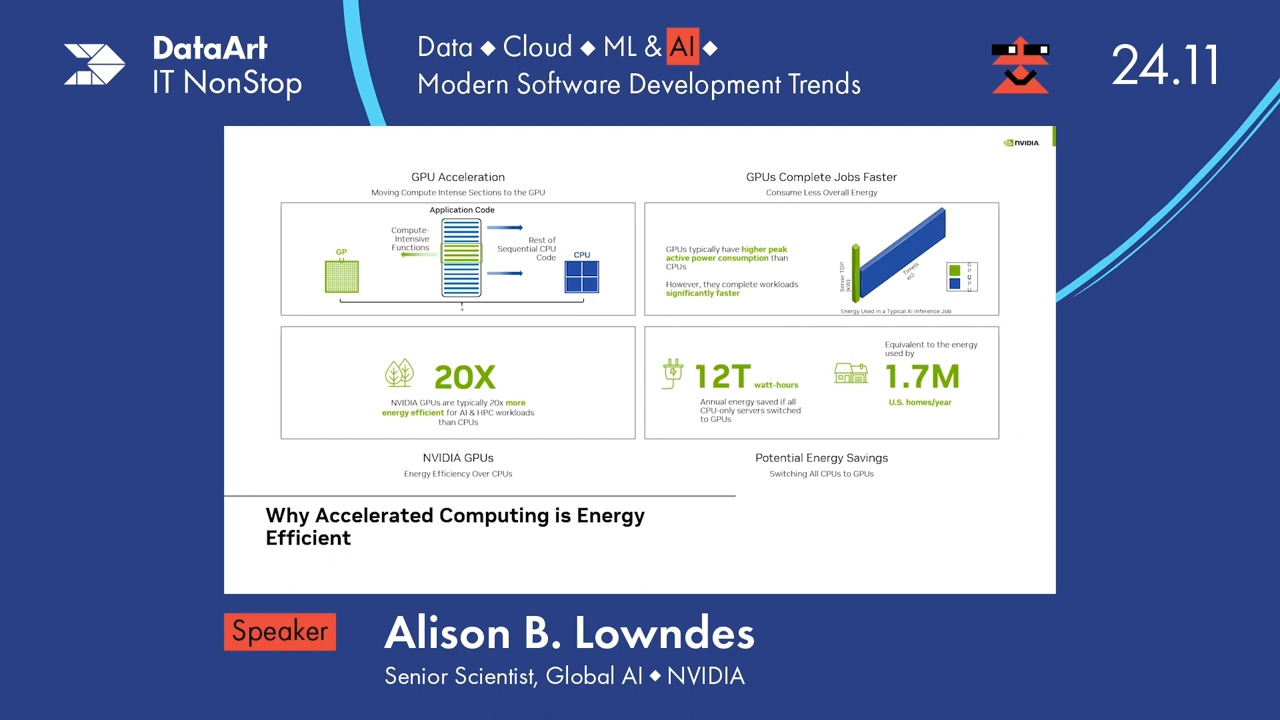 DataArt
IT NonStop
Data ◆ Cloud ◆ ML & AI ◆
Modern Software Development Trends
24.11
NVIDIA
GPU Acceleration
Moving Compute Intense Sections to the GPU
Application Code
Compute-
Intensive
Functions
GP
Rest of
Sequential CPU
Code
CPU
+
GPUs Complete Jobs Faster
Consume Less Overall Energy
GPUs typically have higher peak
active power consumption than
CPUs
However, they complete workloads
significantly faster
Server TDP
(kW)
Time(s
ec)
Energy Used in a Typical AI Inference Job
20X
NVIDIA GPUs are typically 20x more
energy efficient for AI & HPC workloads
than CPUs
NVIDIA GPUs
Energy Efficiency Over CPUs
12T watt-hours
Annual energy saved if all
CPU-only servers switched
to GPUs
Equivalent to the energy
used by
1.7M
U.S. homes/year
Potential Energy Savings
Switching All CPUs to GPUs
Why Accelerated Computing is Energy
Efficient
Speaker
Alison B. Lowndes
Senior Scientist, Global AI ◆ NVIDIA